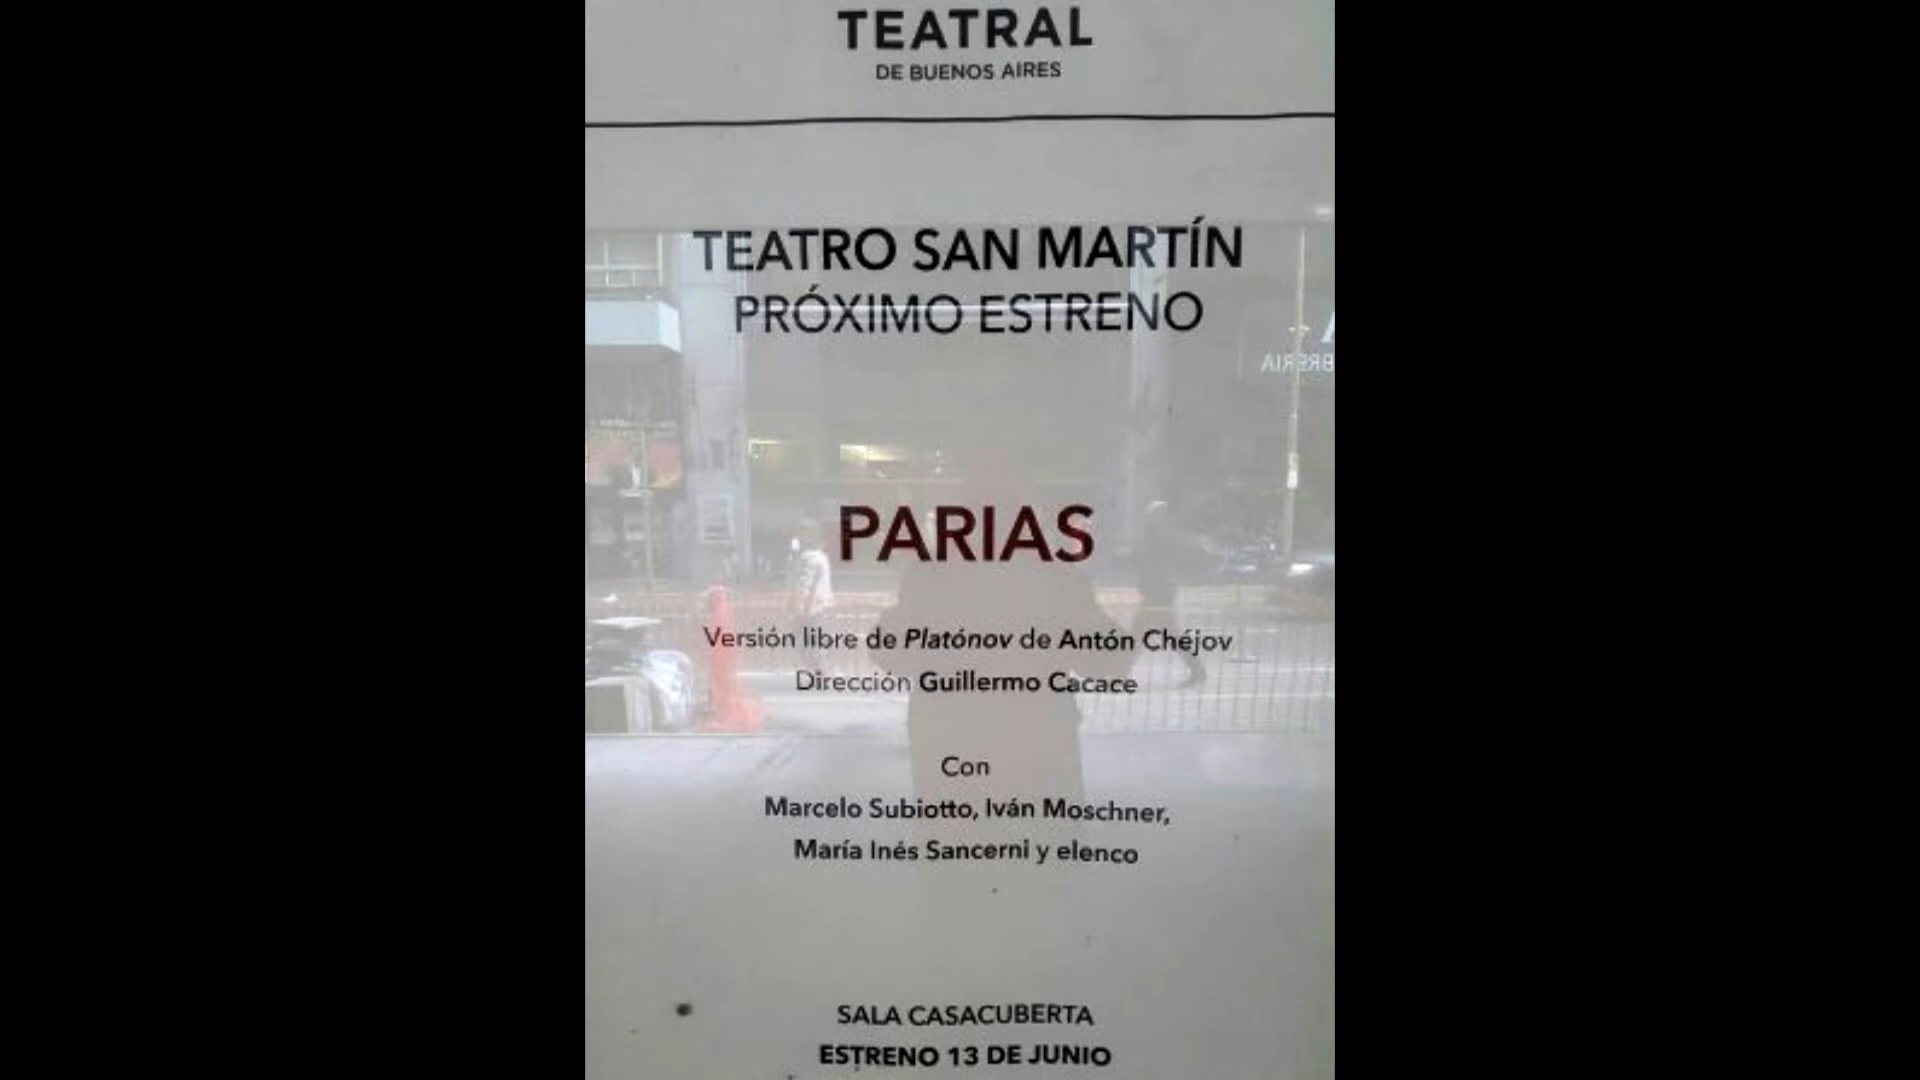 TEATRAL
DE BUENOS AIRES
TEATRO SAN MARTÍN
PRÓXIMO ESTRENO
BRERIA
PARIAS
Versión libre de Platónov de Antón Chéjov
Dirección Guillermo Cacace
Con
Marcelo Subiotto, Iván Moschner,
María Inés Sancerni y elenco
SALA CASACUBERTA
ESTRENO 13 DE JUNIO